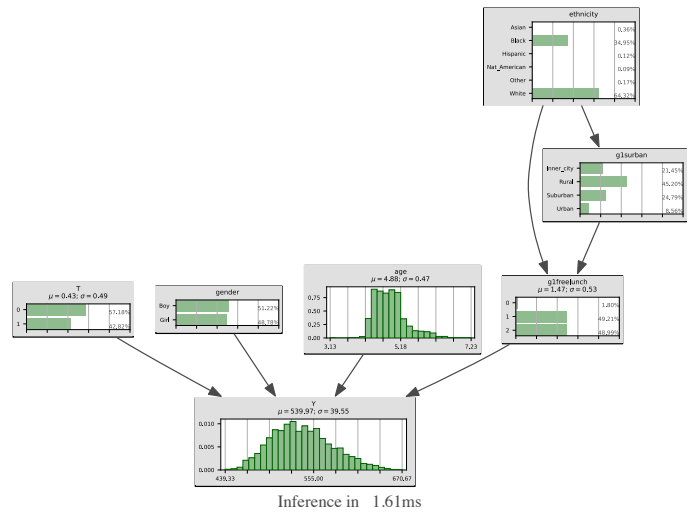 ethnicity
Asian 0.36%
Black 34.95%
Hispanic 0.12%
Nat_American 0.09%
Other 0.17%
White 64.32%
g1surban
Inner_city 21.45%
Rural 45.20%
Suburban 24.79%
Urban 8.56%
T
μ = 0.43; σ = 0.49
0 57.18%
1 42.82%
gender
Boy 51.22%
Girl 48.78%
age
μ = 4.88; σ = 0.47
0.75
0.50
0.25
0.00
3.13 5.18 7.23
g1freelunch
μ = 1.47; σ = 0.53
0 1.80%
1 49.21%
2 48.99%
Y
μ = 539.97; σ = 39.55
0.010
0.005
0.000
439.33 555.00 670.67
Inference in 1.61ms